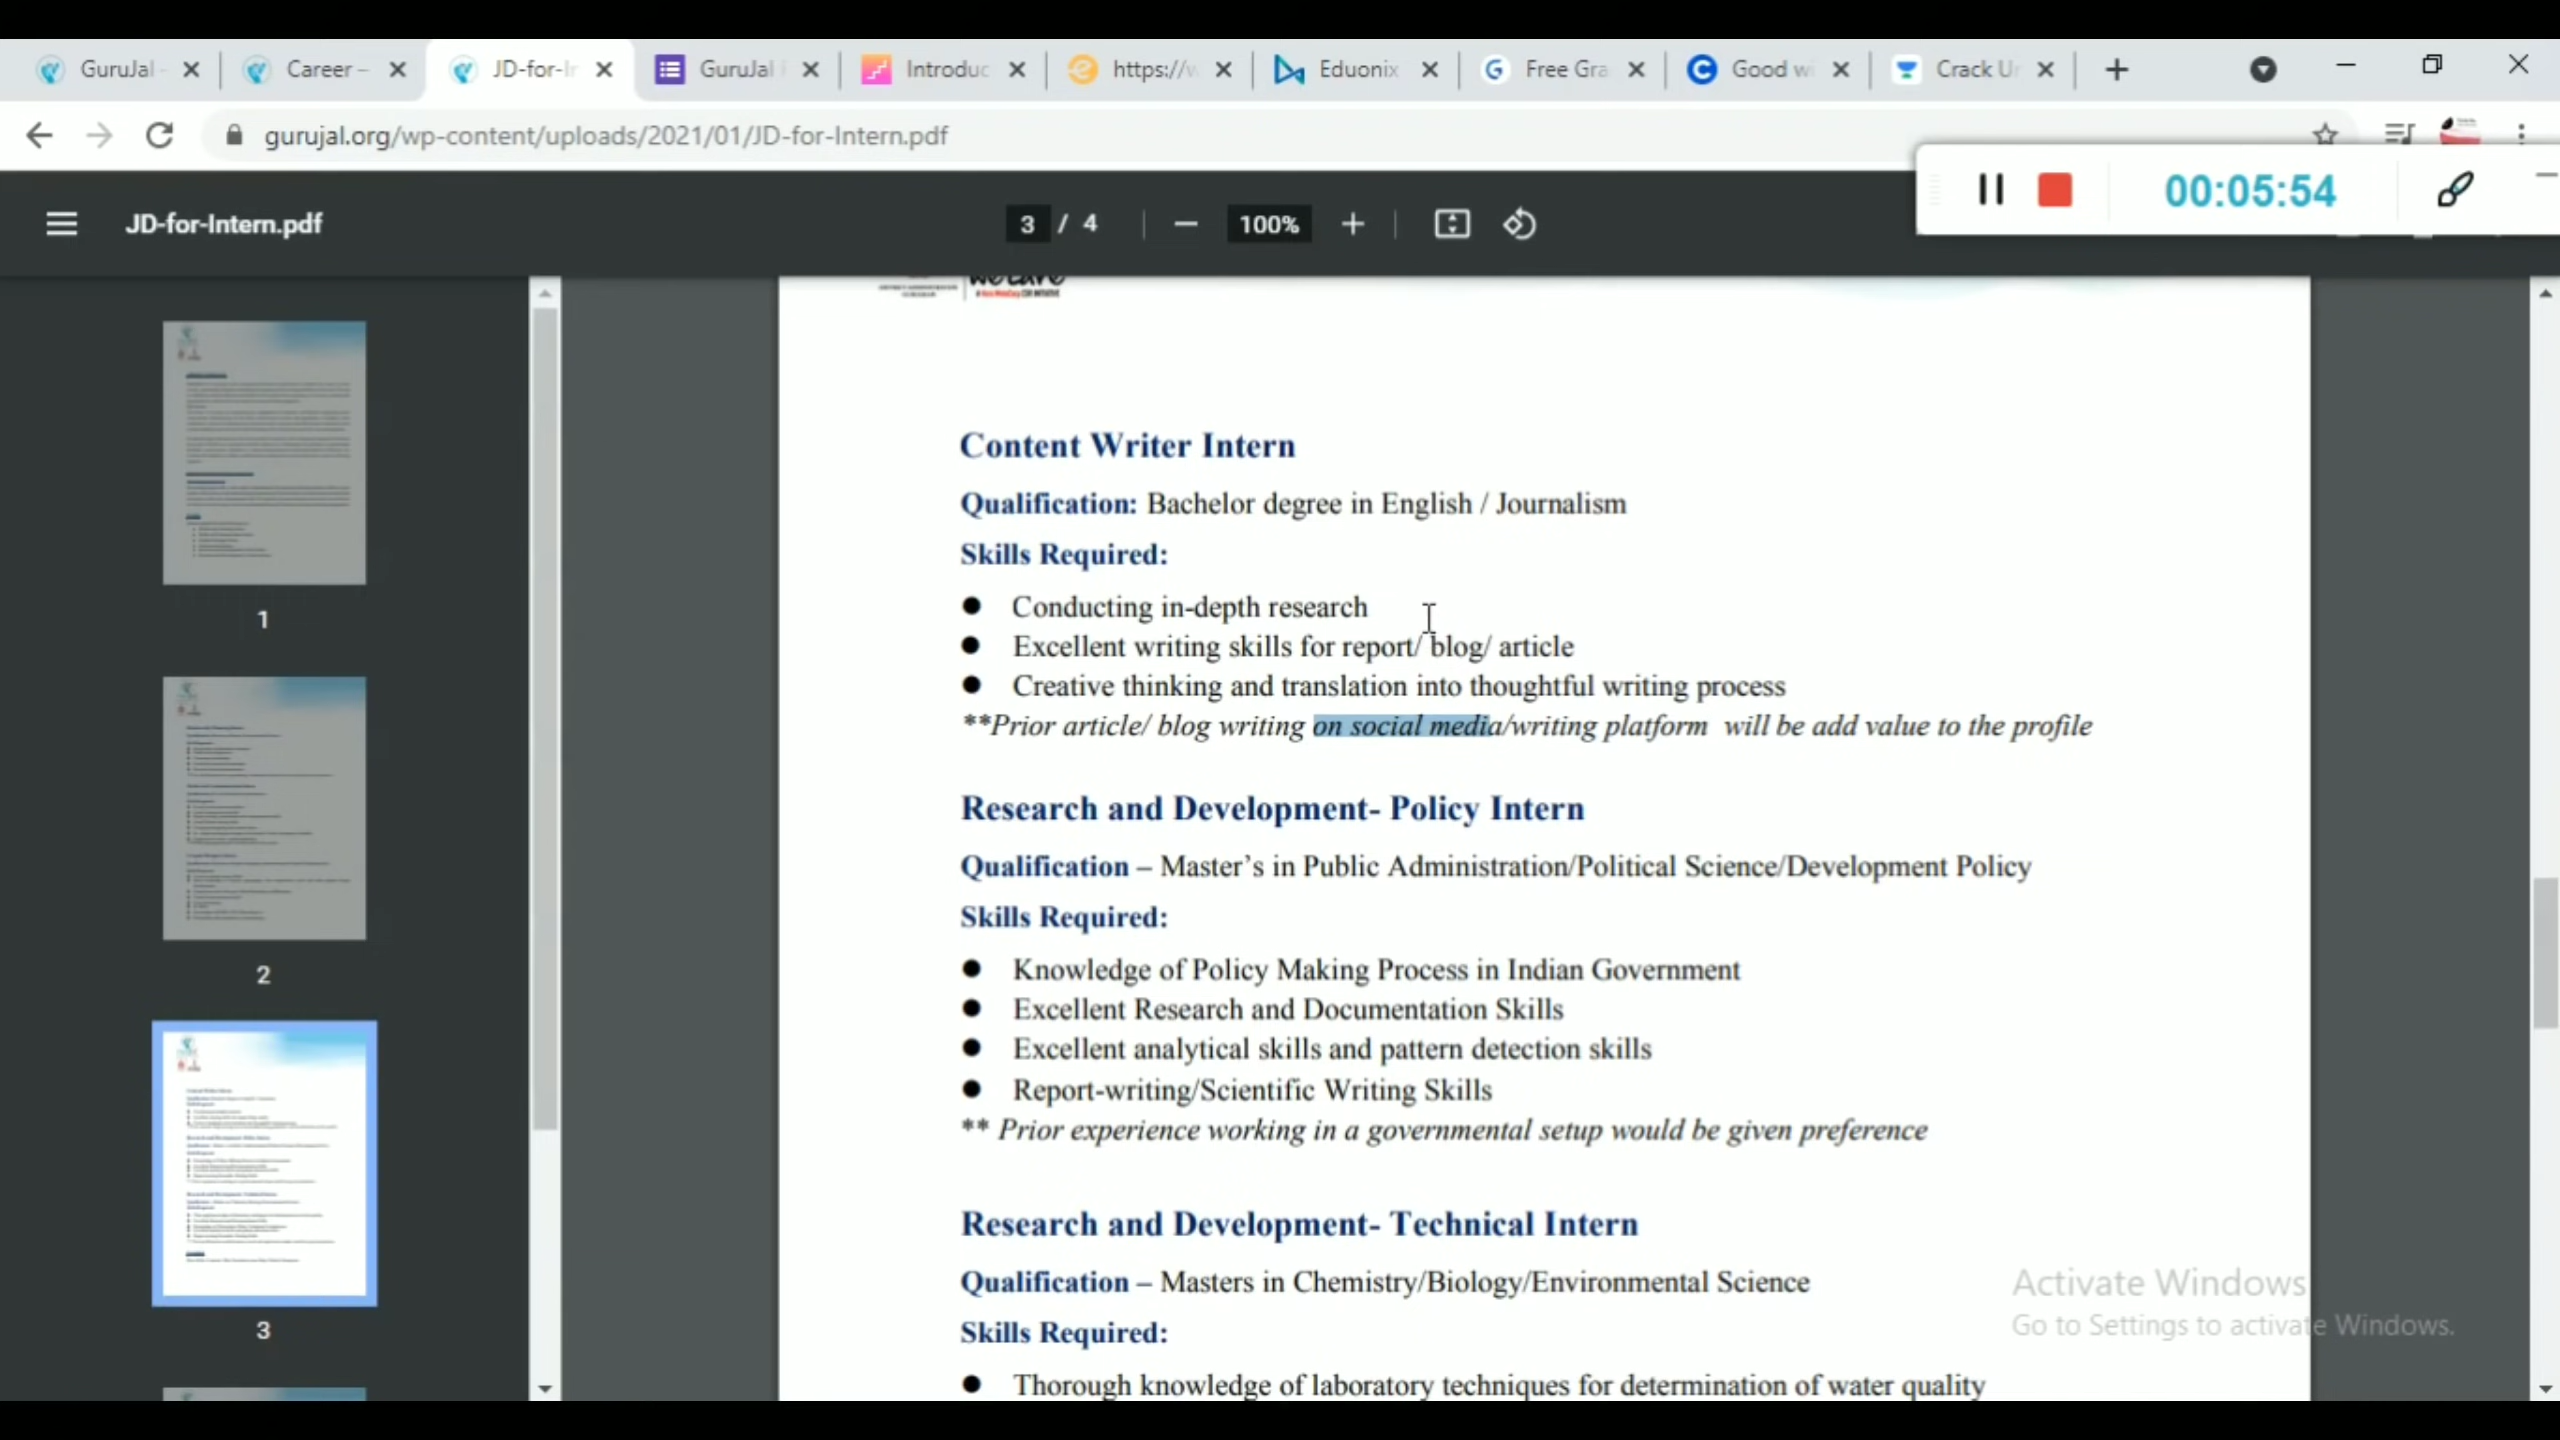 GuruJal -
Career –
JD-for-In
GuruJal
Introduc
https://w
Eduonix
Free Gra
Good wi
Crack Un
gurujal.org/wp-content/uploads/2021/01/JD-for-Intern.pdf
00:05:54
JD-for-Intern.pdf
3 / 4
100%
we care
Content Writer Intern
Qualification: Bachelor degree in English / Journalism
Skills Required:
● Conducting in-depth research
● Excellent writing skills for report/ blog/ article
● Creative thinking and translation into thoughtful writing process
**Prior article/ blog writing on social media/writing platform will be add value to the profile
Research and Development- Policy Intern
Qualification – Master's in Public Administration/Political Science/Development Policy
Skills Required:
● Knowledge of Policy Making Process in Indian Government
● Excellent Research and Documentation Skills
● Excellent analytical skills and pattern detection skills
● Report-writing/Scientific Writing Skills
** Prior experience working in a governmental setup would be given preference
Research and Development- Technical Intern
Qualification – Masters in Chemistry/Biology/Environmental Science
Skills Required:
● Thorough knowledge of laboratory techniques for determination of water quality
1
2
3
Activate Windows
Go to Settings to activate Windows.